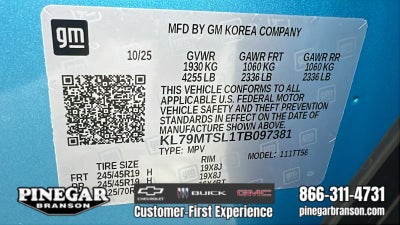 gm
MFD BY GM KOREA COMPANY
10/25 GVWR GAWR FRT GAWR RR
1930 KG 1060 KG 1060 KG
4255 LB 2336 LB 2336 LB
THIS VEHICLE CONFORMS TO ALL
APPLICABLE U.S. FEDERAL MOTOR
VEHICLE SAFETY AND THEFT PREVENTION
STANDARDS IN EFFECT ON THE DATE OF
MANUFACTURE SHOWN ABOVE.
KL79MTSL1TB097381
TYPE: MPV MODEL: 111TT56
TIRE SIZE RIM
FRT 245/45R19 H 19X8J
245/45R19 H 19X8J
PINEGAR
BRANSON
CHEVROLET BUICK GMC
Customer-First Experience
866-311-4731
pinegarbranson.com